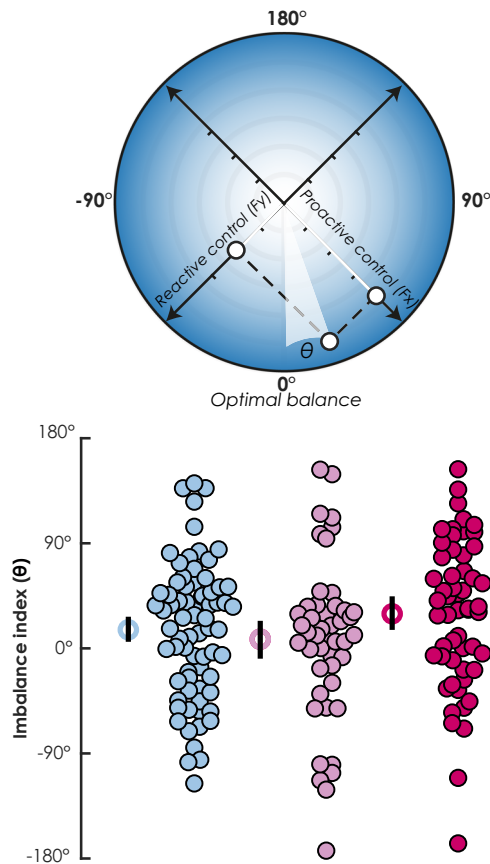 180°
-90°
90°
Reactive control (Fy)
Proactive control (Fx)
θ
0°
Optimal balance
180°
90°
0°
-90°
-180°
Imbalance index (θ)